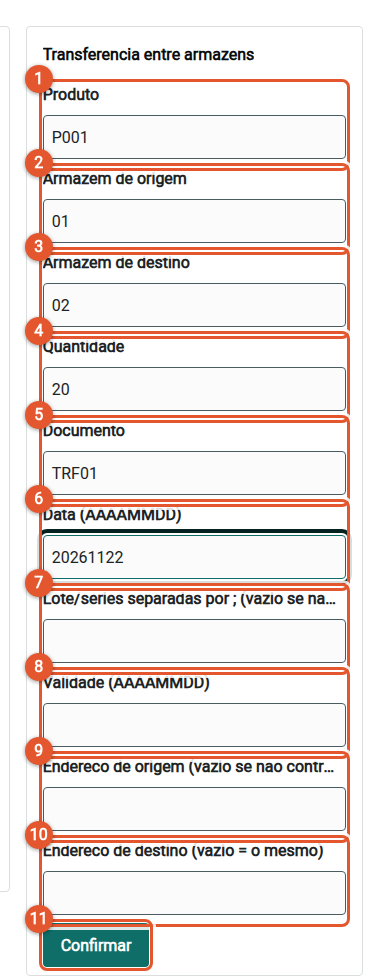 Transferencia entre armazens
1
Produto
P001
2
Armazem de origem
01
3
Armazem de destino
02
4
Quantidade
20
5
Documento
TRF01
6
Data (AAAAMMDD)
20261122
7
Lote/series separadas por ; (vazio se na...
8
Validade (AAAAMMDD)
9
Endereco de origem (vazio se nao contr...
10
Endereco de destino (vazio = o mesmo)
11
Confirmar